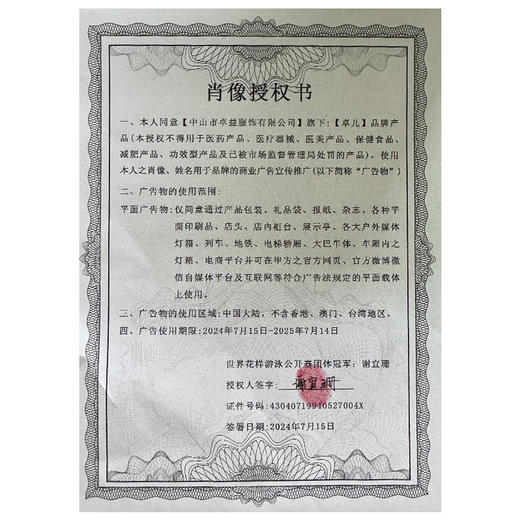 肖像授权书
一、本人同意【中山市卓益服饰有限公司】旗下:【卓儿】品牌产
品(本授权不得用于医药产品、医疗器械、医美产品、保健食品、
减肥产品、功效型产品及已被市场监督管理局处罚的产品),使用
本人之肖像、姓名用于品牌的商业广告宣传推广(以下简称“广告物”)
二、广告物的使用范围:
平面广告物:仅同意通过产品包装、礼品袋、报纸、杂志、各种平
面印刷品、店头、店内柜台、展示亭、各大户外媒体
灯箱、列车、地铁、电梯轿厢、大巴车体、车厢内之
灯箱、电商平台并可在甲方之官方网页、官方微博微
信自媒体平台及互联网等符合广告法规定的平面载体
上使用。
三、广告物的使用区域:中国大陆,不含香港、澳门、台湾地区。
四、广告使用期限:2024年7月15日-2025年7月14日
世界花样游泳公开赛团体冠军:谢宜珊
授权人签字:谢宜珊
证件号码:43040719940527004X
签署日期:2024年7月15日